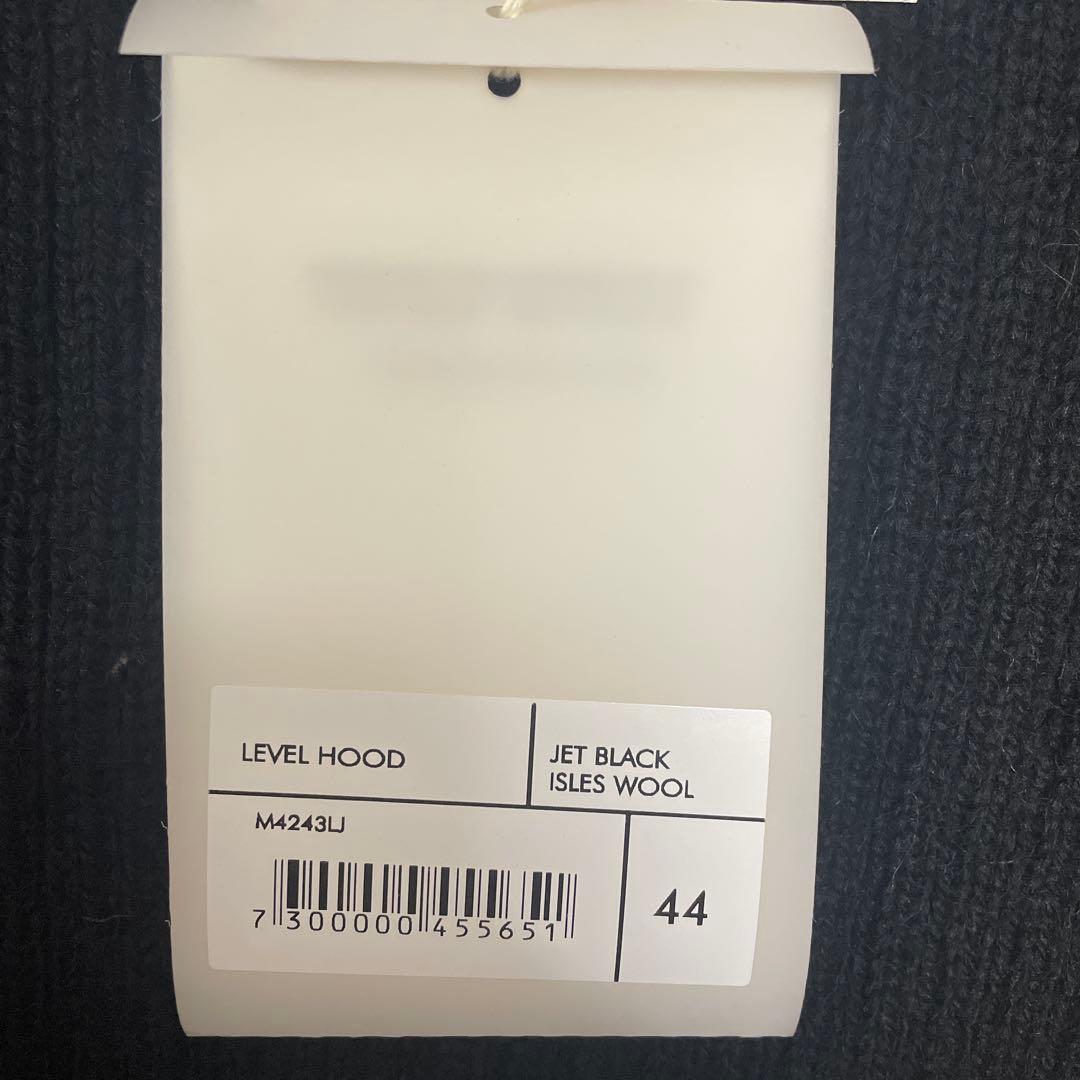 LEVEL HOOD
JET BLACK
ISLES WOOL
M4243LJ
7 300000 455651
44